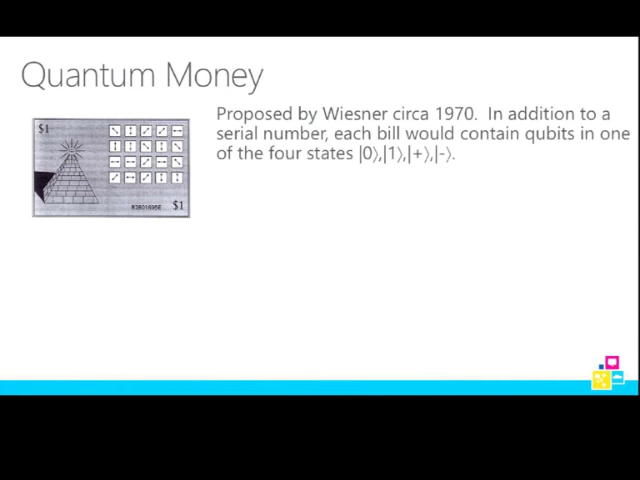 Quantum Money
Proposed by Wiesner circa 1970. In addition to a
serial number, each bill would contain qubits in one
of the four states |0⟩,|1⟩,|+⟩,|-⟩.
$1
$1